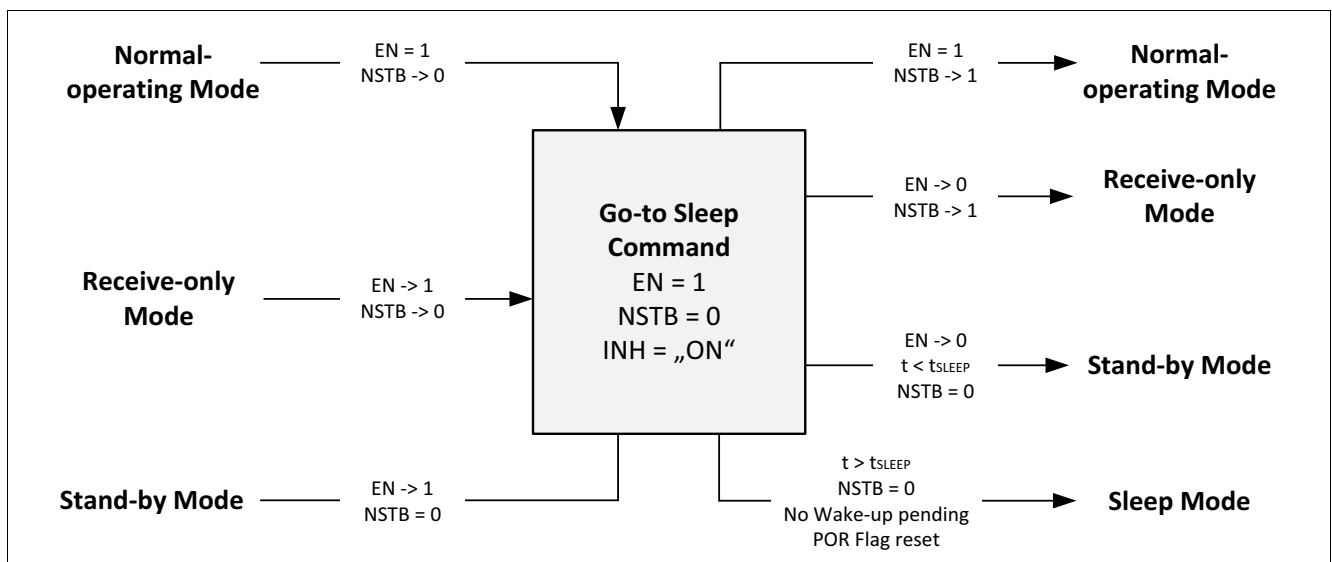 Normal-
operating Mode
EN = 1
NSTB -> 0
Receive-only
Mode
EN -> 1
NSTB -> 0
Stand-by Mode
EN -> 1
NSTB = 0
Go-to Sleep
Command
EN = 1
NSTB = 0
INH = „ON“
EN = 1
NSTB -> 1
Normal-
operating Mode
EN -> 0
NSTB -> 1
Receive-only
Mode
EN -> 0
t < tSLEEP
NSTB = 0
Stand-by Mode
t > tSLEEP
NSTB = 0
No Wake-up pending
POR Flag reset
Sleep Mode